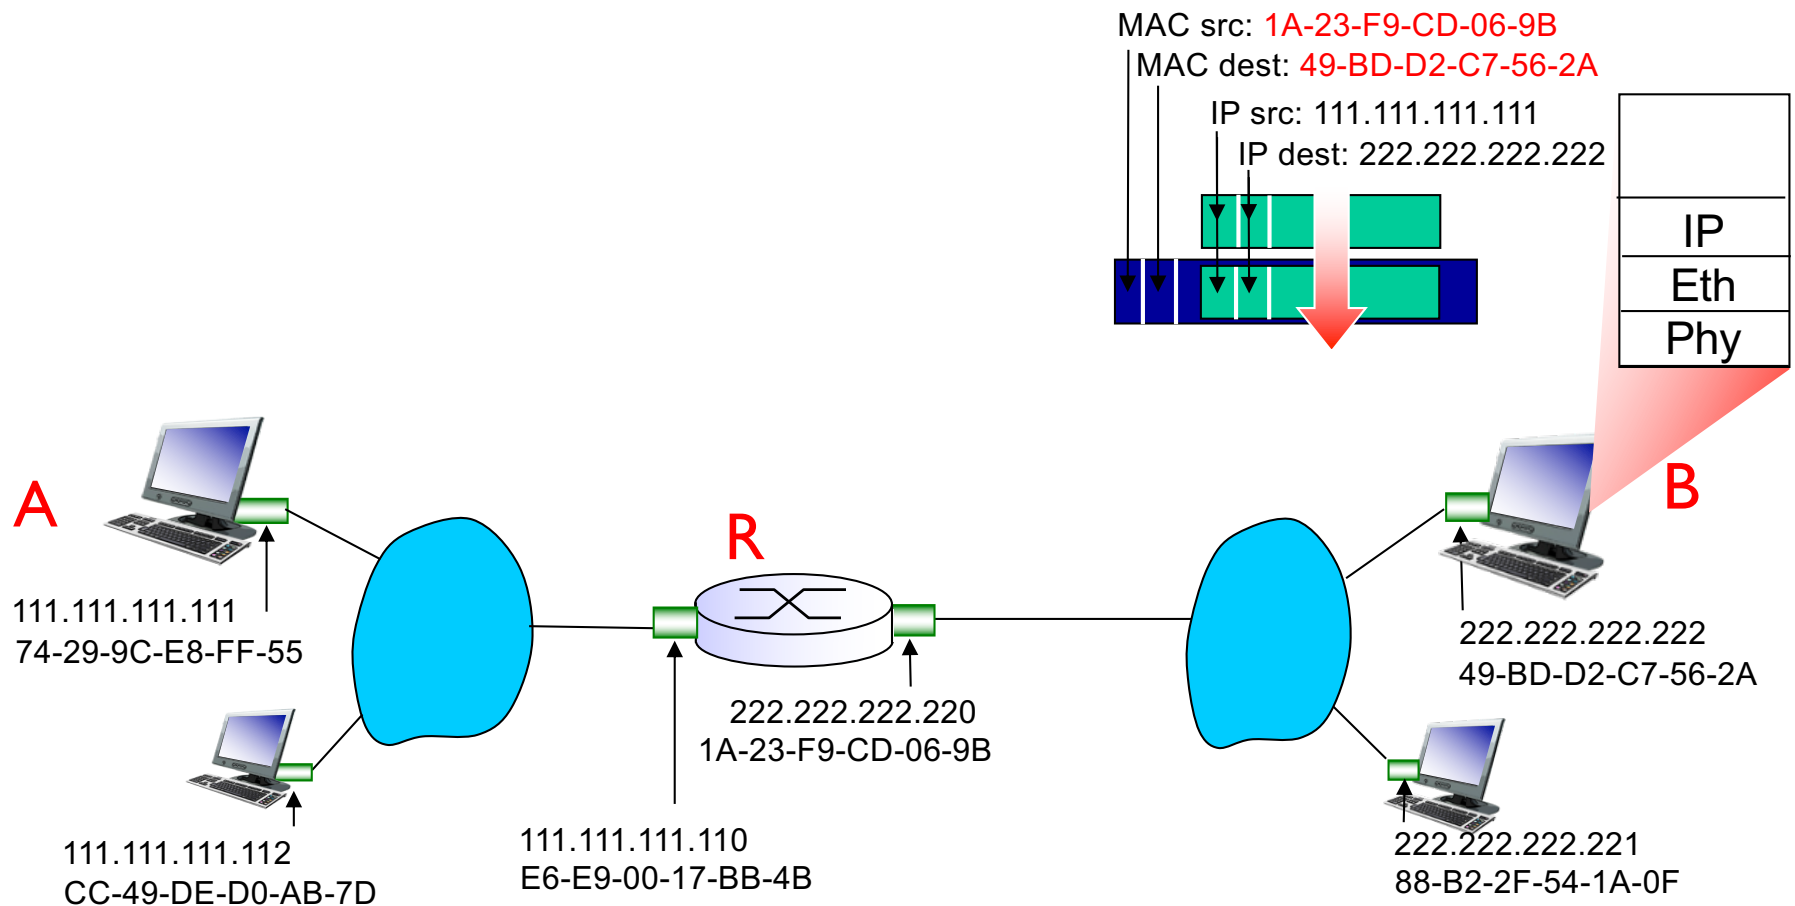 MAC src: 1A-23-F9-CD-06-9B
MAC dest: 49-BD-D2-C7-56-2A
IP src: 111.111.111.111
IP dest: 222.222.222.222
IP
Eth
Phy
A
R
B
111.111.111.111
74-29-9C-E8-FF-55
222.222.222.222
49-BD-D2-C7-56-2A
222.222.222.220
1A-23-F9-CD-06-9B
111.111.111.112
CC-49-DE-D0-AB-7D
111.111.111.110
E6-E9-00-17-BB-4B
222.222.222.221
88-B2-2F-54-1A-0F